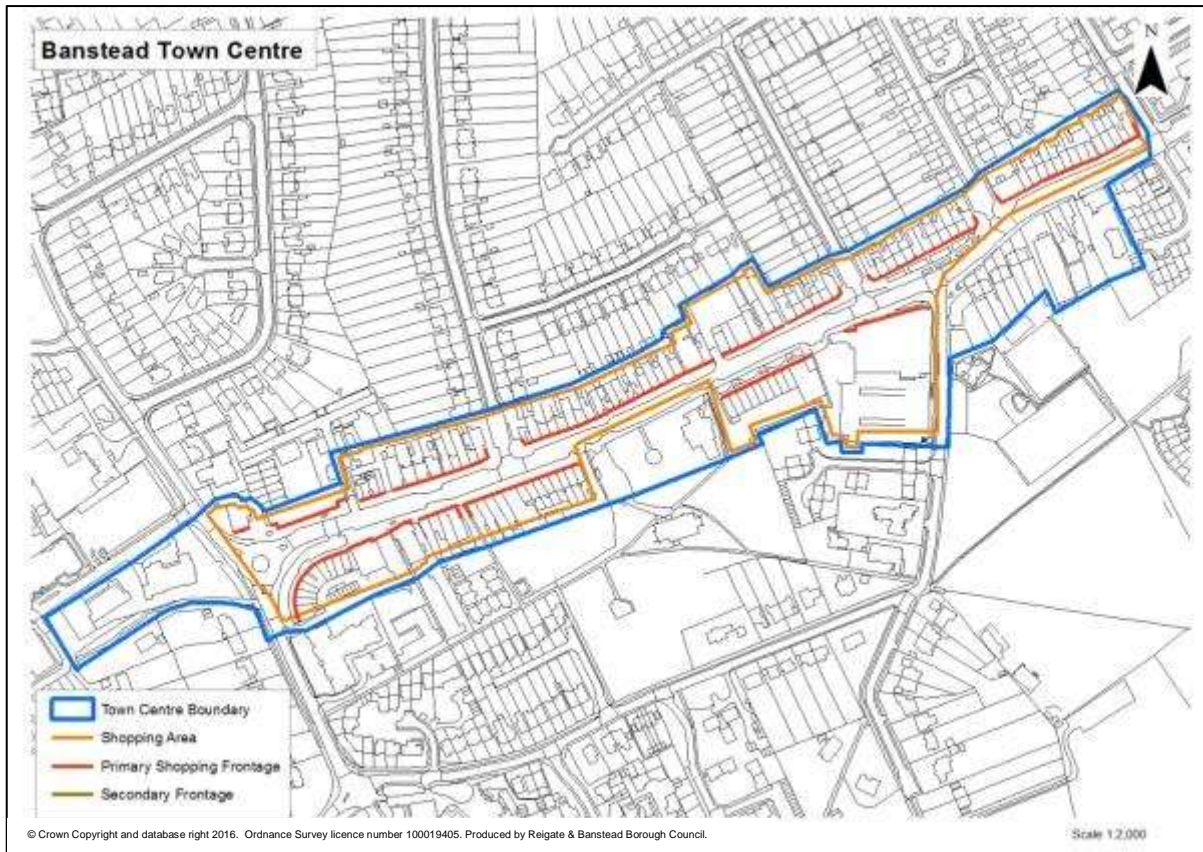 Banstead Town Centre
N
Town Centre Boundary
Shopping Area
Primary Shopping Frontage
Secondary Frontage
© Crown Copyright and database right 2016. Ordnance Survey licence number 100019405. Produced by Reigate & Banstead Borough Council.
Scale 1:2,000